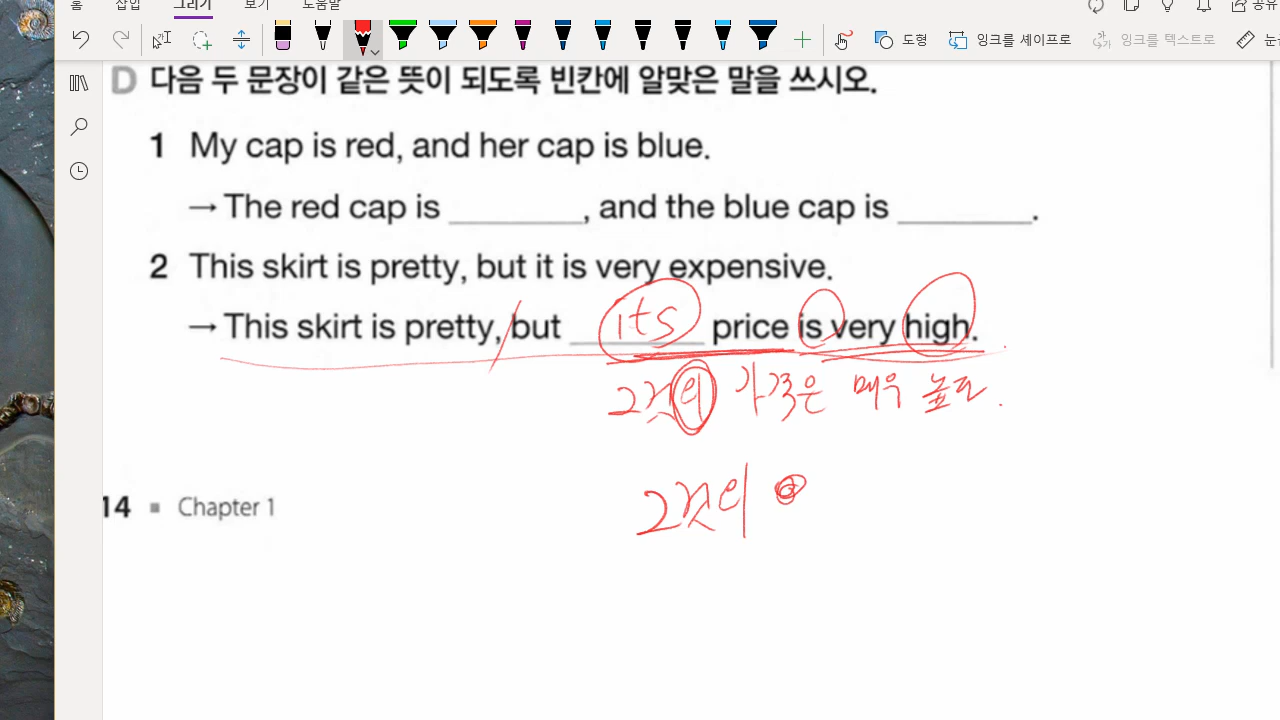 홈 삽입 그리기 보기 도움말 공유
도형 잉크를 셰이프로 잉크를 텍스트로
D 다음 두 문장이 같은 뜻이 되도록 빈칸에 알맞은 말을 쓰시오.
1 My cap is red, and her cap is blue.
→ The red cap is ________, and the blue cap is ________.
2 This skirt is pretty, but it is very expensive.
→ This skirt is pretty, but its price is very high.
그것의 가격은 매우 높다.
그것의
14 ■ Chapter 1